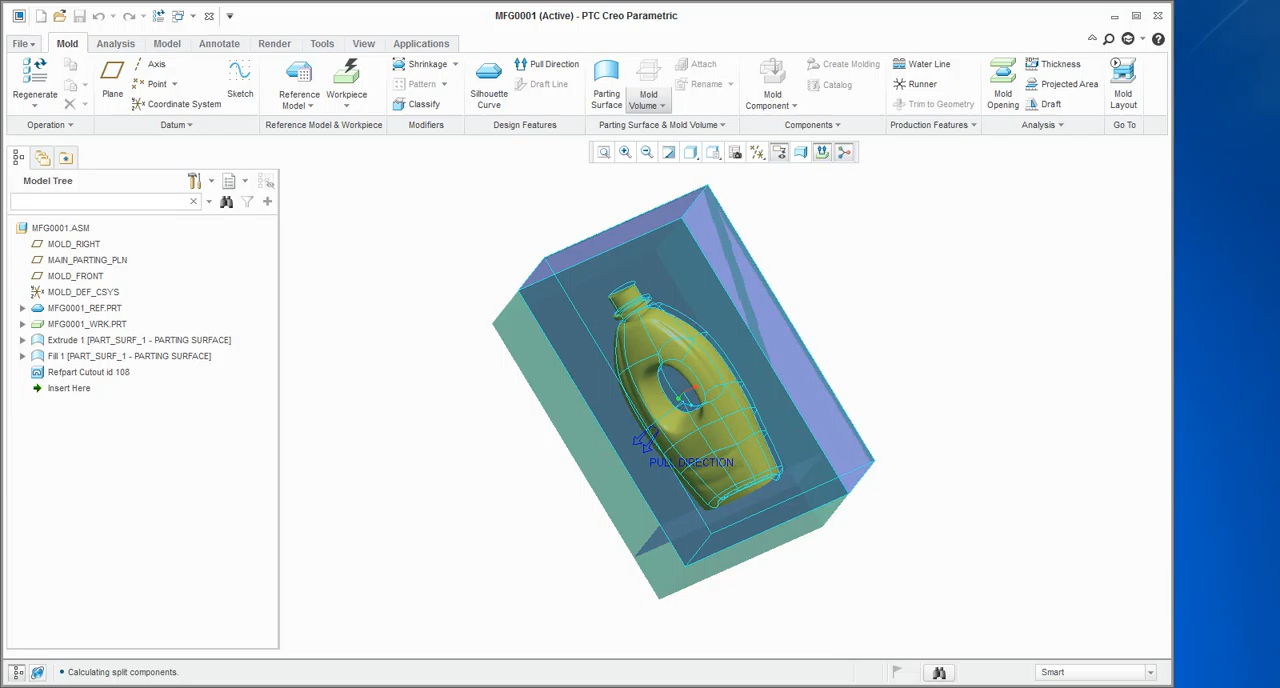 MFG0001 (Active) - PTC Creo Parametric
File Mold Analysis Model Annotate Render Tools View Applications
Regenerate
Operation
Plane
Axis
Point
Coordinate System
Sketch
Datum
Reference Model
Workpiece
Reference Model & Workpiece
Shrinkage
Pattern
Classify
Modifiers
Silhouette Curve
Pull Direction
Draft Line
Design Features
Parting Surface
Mold Volume
Attach
Rename
Parting Surface & Mold Volume
Mold Component
Create Molding
Catalog
Components
Water Line
Runner
Trim to Geometry
Production Features
Mold Opening
Thickness
Projected Area
Draft
Analysis
Mold Layout
Go To
Model Tree
MFG0001.ASM
MOLD_RIGHT
MAIN_PARTING_PLN
MOLD_FRONT
MOLD_DEF_CSYS
MFG0001_REF.PRT
MFG0001_WRK.PRT
Extrude 1 [PART_SURF_1 - PARTING SURFACE]
Fill 1 [PART_SURF_1 - PARTING SURFACE]
Refpart Cutout id 108
Insert Here
PULL DIRECTION
• Calculating split components.
Smart